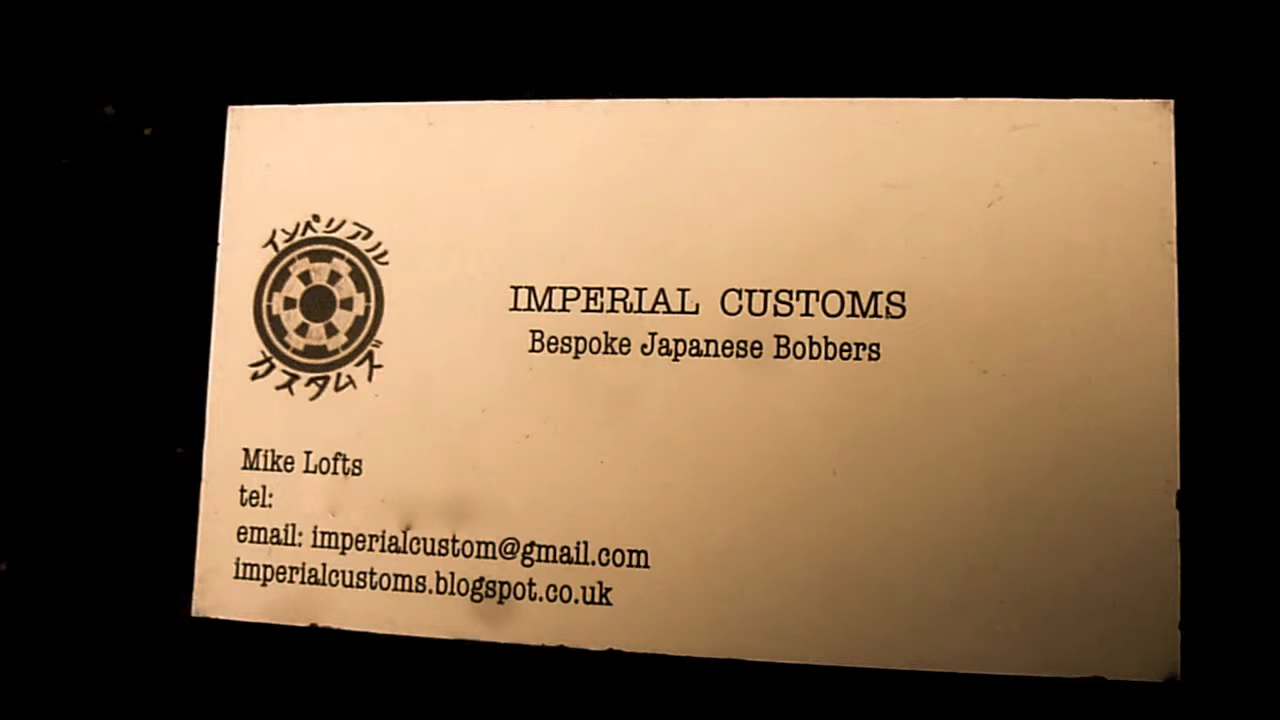 インペリアル
カスタムズ
IMPERIAL CUSTOMS
Bespoke Japanese Bobbers
Mike Lofts
tel:
email: imperialcustom@gmail.com
imperialcustoms.blogspot.co.uk